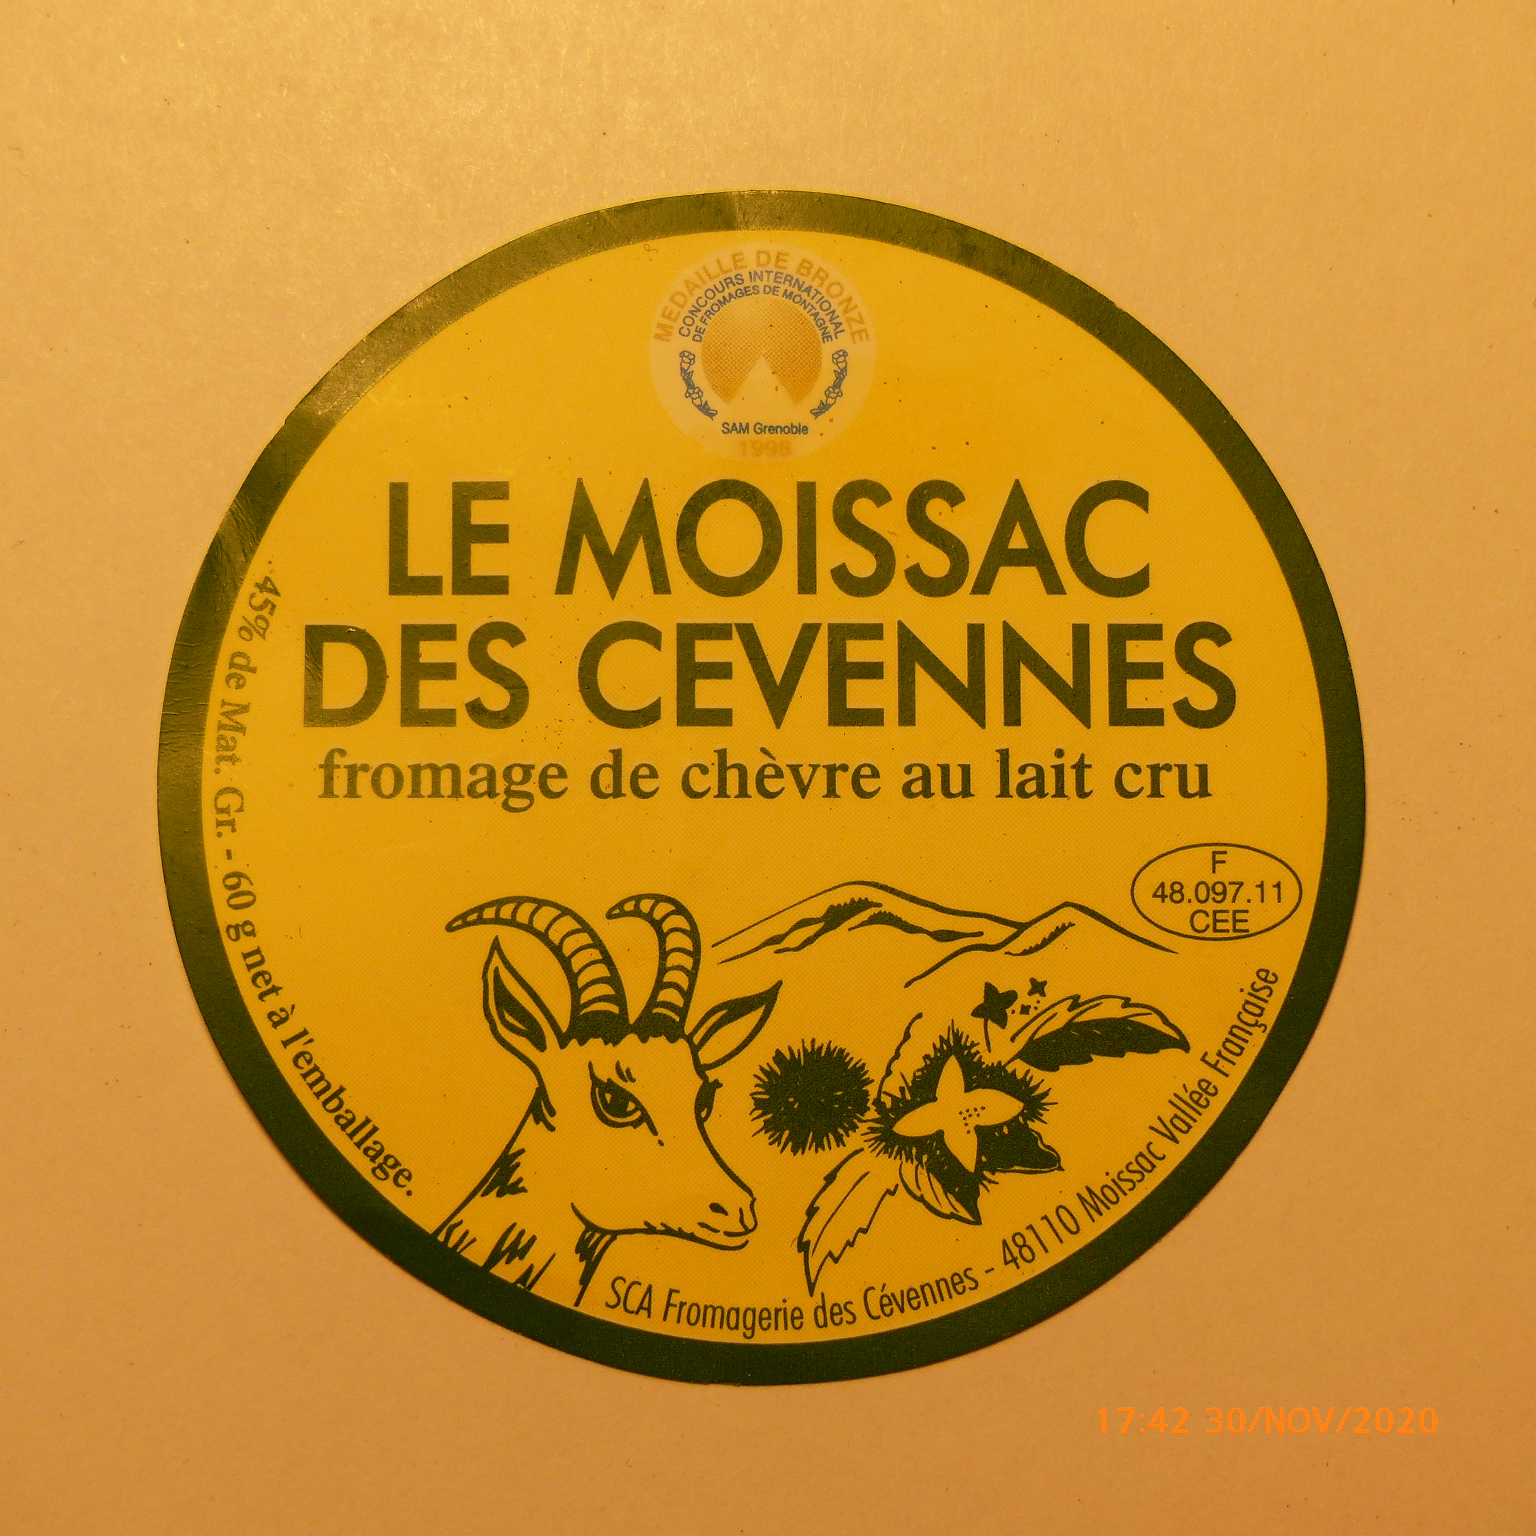 MEDAILLE DE BRONZE
CONCOURS INTERNATIONAL
DE FROMAGES DE MONTAGNE
SAM Grenoble
1998
LE MOISSAC
DES CEVENNES
fromage de chèvre au lait cru
45% de Mat. Gr. - 60 g net à l'emballage.
F
48.097.11
CEE
SCA Fromagerie des Cévennes - 48110 Moissac Vallée Française
17:42 30/NOV/2020